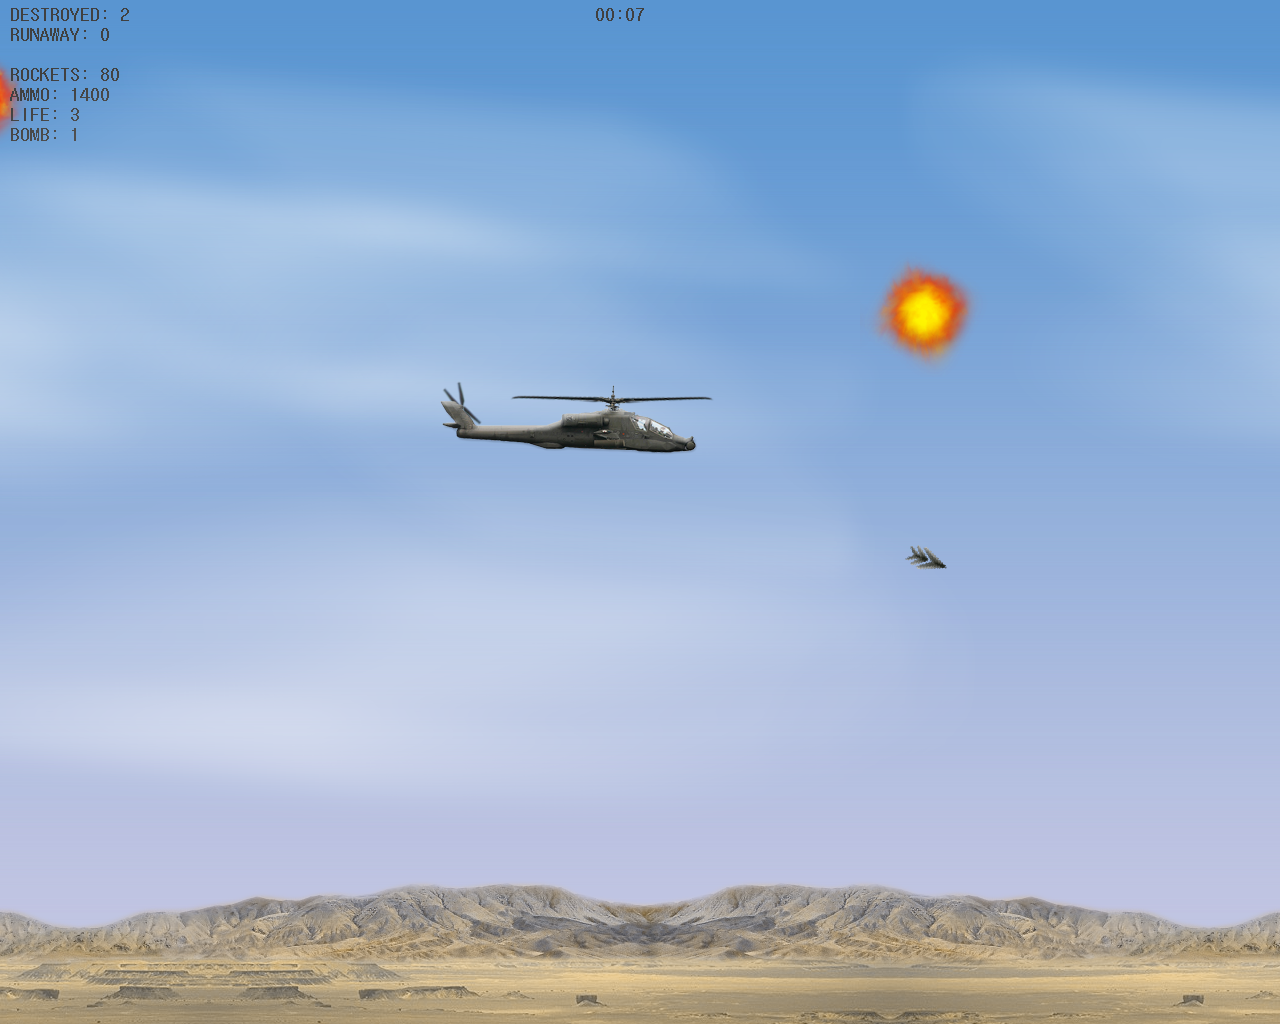 DESTROYED: 2
00:07
RUNAWAY: 0
ROCKETS: 80
AMMO: 1400
LIFE: 3
BOMB: 1